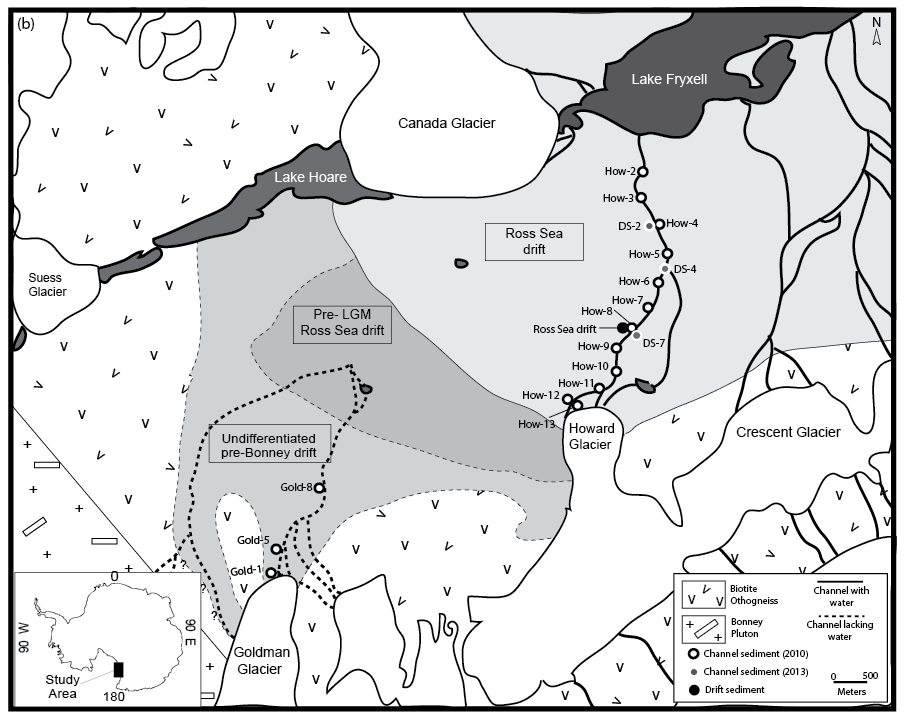 (b)
N
Lake Fryxell
Canada Glacier
Lake Hoare
How-2
How-3
DS-2
How-4
Ross Sea
drift
How-5
DS-4
Suess
Glacier
How-6
How-7
How-8
Pre- LGM
Ross Sea drift
Ross Sea drift
DS-7
How-9
How-10
How-11
How-12
How-13
Howard
Glacier
Crescent Glacier
Undifferentiated
pre-Bonney drift
Gold-8
Gold-5
Gold-1
?
?
?
Goldman
Glacier
0
90 W
90 E
Study
Area
180
Biotite
Othogneiss
Channel with
water
Bonney
Pluton
Channel lacking
water
Channel sediment (2010)
Channel sediment (2013)
Drift sediment
0 500
Meters